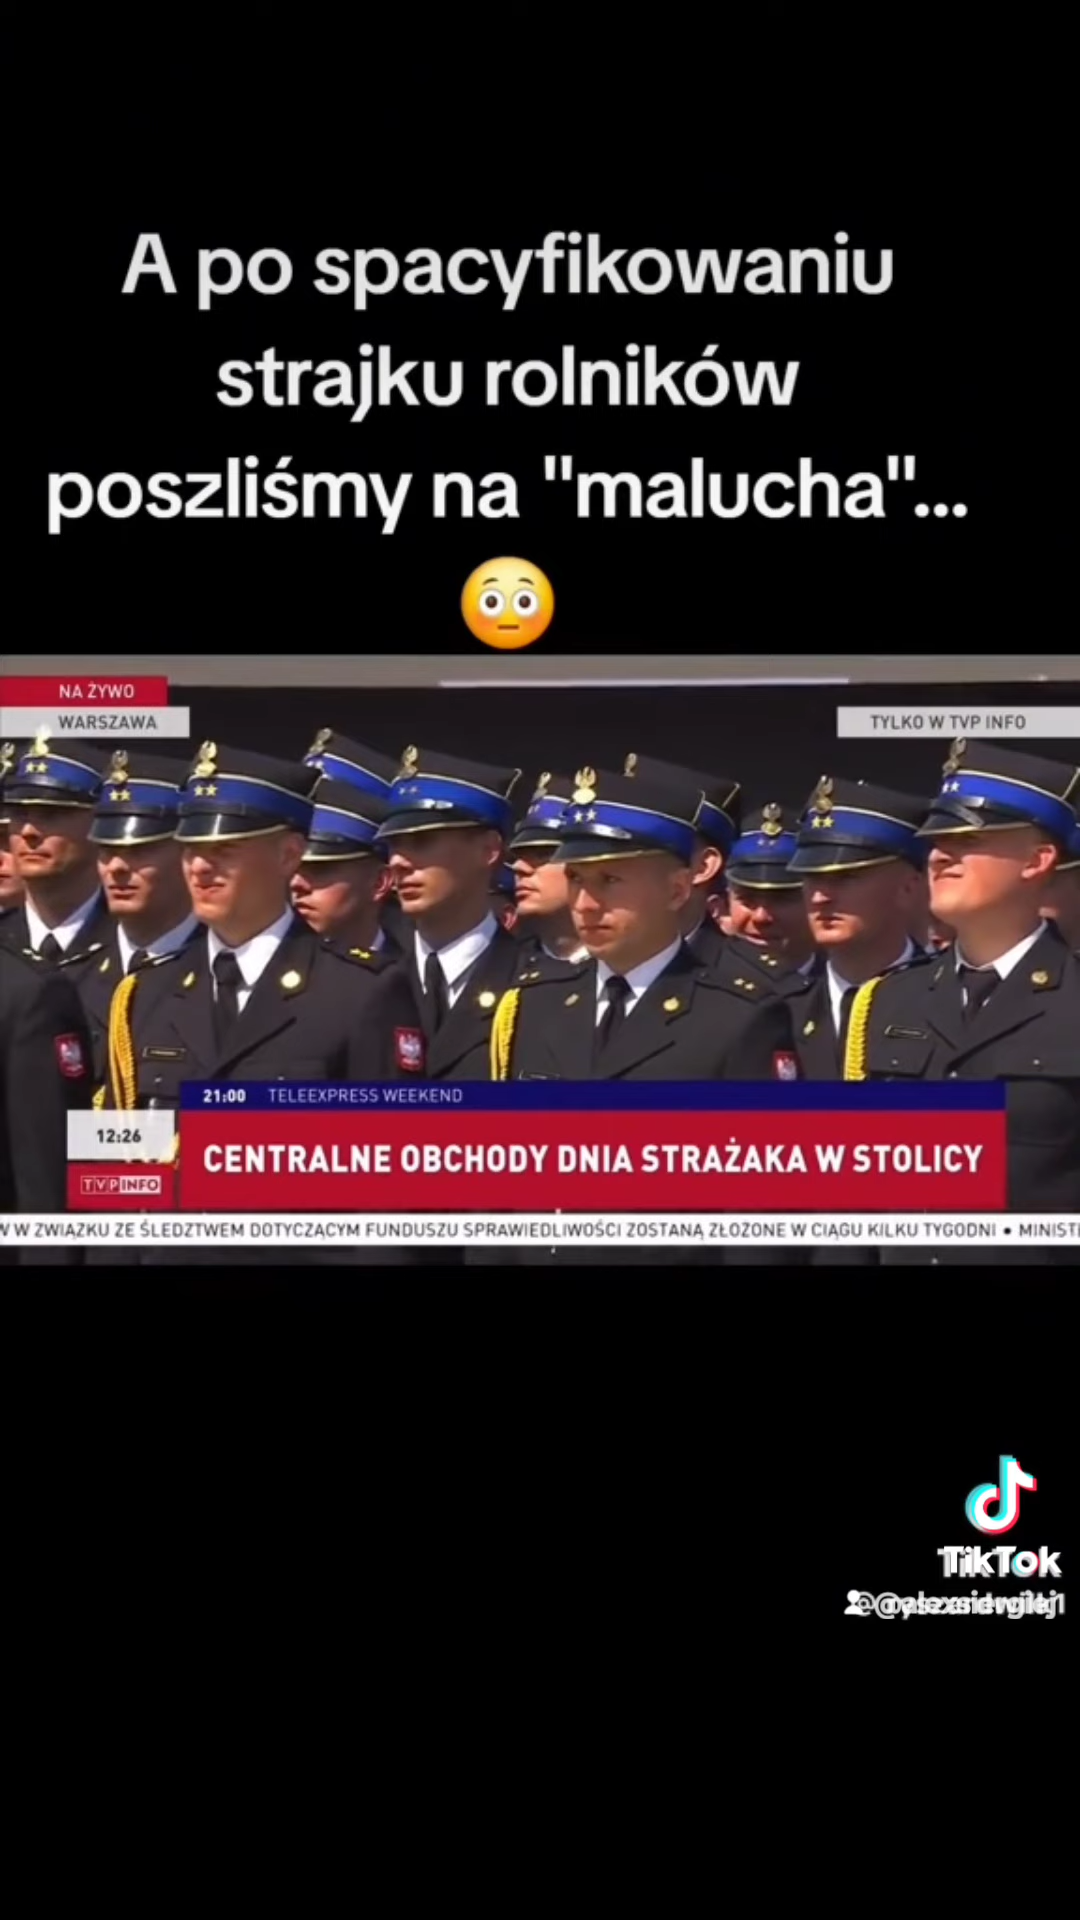 A po spacyfikowaniu
strajku rolników
poszliśmy na "malucha"...
NA ŻYWO
WARSZAWA
TYLKO W TVP INFO
21:00 TELEEXPRESS WEEKEND
12:26
CENTRALNE OBCHODY DNIA STRAŻAKA W STOLICY
TVP INFO
W ZWIĄZKU ZE ŚLEDZTWEM DOTYCZĄCYM FUNDUSZU SPRAWIEDLIWOŚCI ZOSTANĄ ZŁOŻONE W CIĄGU KILKU TYGODNI •
TikTok